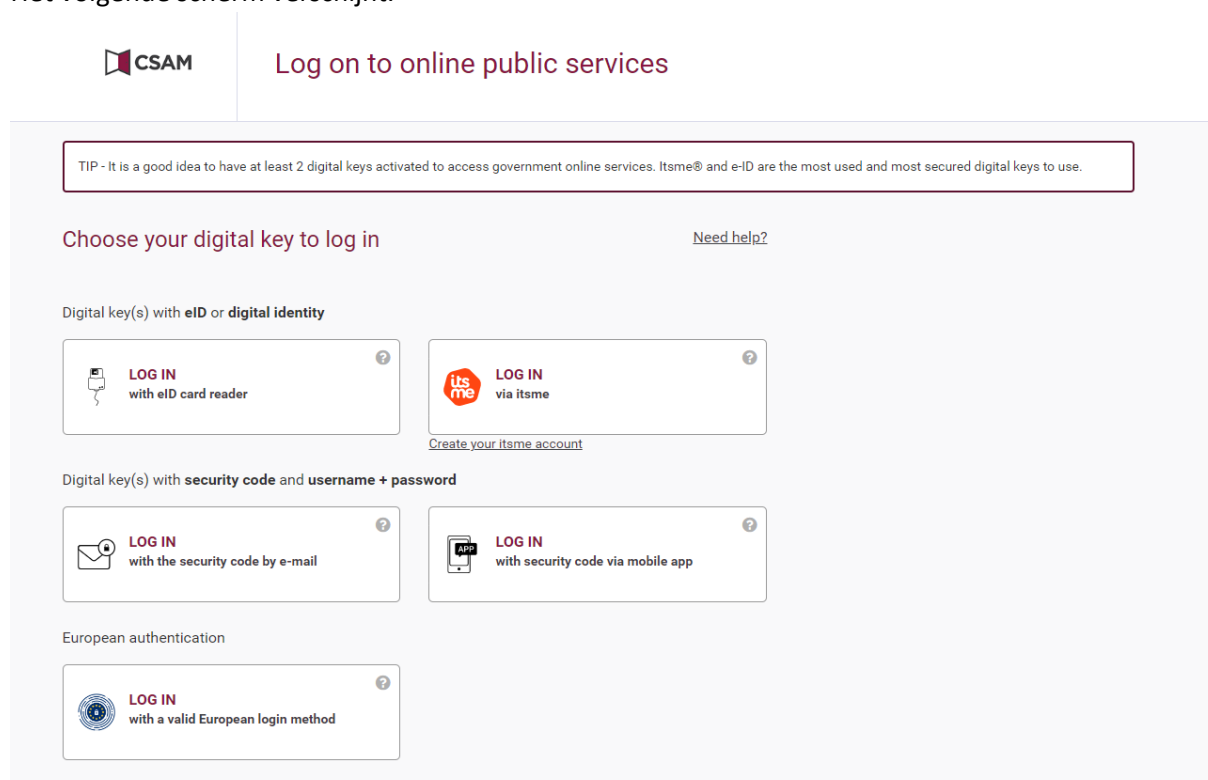 Het volgende scherm verschijnt:
CSAM
Log on to online public services
TIP - It is a good idea to have at least 2 digital keys activated to access government online services. Itsme® and e-ID are the most used and most secured digital keys to use.
Choose your digital key to log in
Need help?
Digital key(s) with eID or digital identity
?
LOG IN
with eID card reader
?
its
me
LOG IN
via itsme
Create your itsme account
Digital key(s) with security code and username + password
?
LOG IN
with the security code by e-mail
?
APP
LOG IN
with security code via mobile app
European authentication
?
LOG IN
with a valid European login method